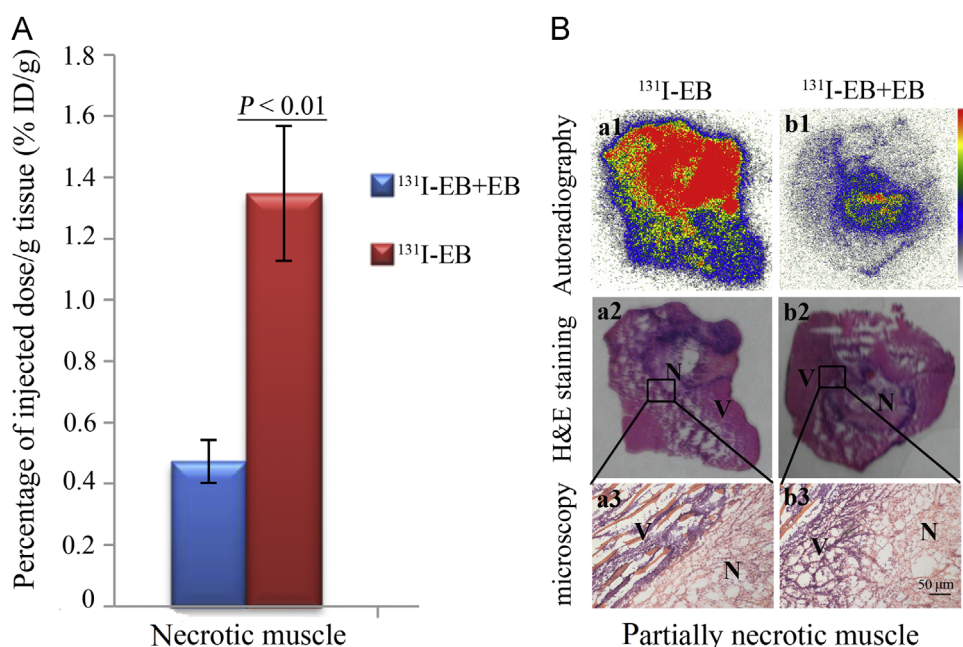 A
Percentage of injected dose/g tissue (% ID/g)
1.8
1.6
1.4
1.2
1.0
0.8
0.6
0.4
0.2
0
P < 0.01
¹³¹I-EB+EB
¹³¹I-EB
Necrotic muscle
B
¹³¹I-EB
¹³¹I-EB+EB
Autoradiography
a1
b1
H&E staining
a2
N
V
b2
V
N
microscopy
a3
V
N
b3
V
N
50 μm
Partially necrotic muscle